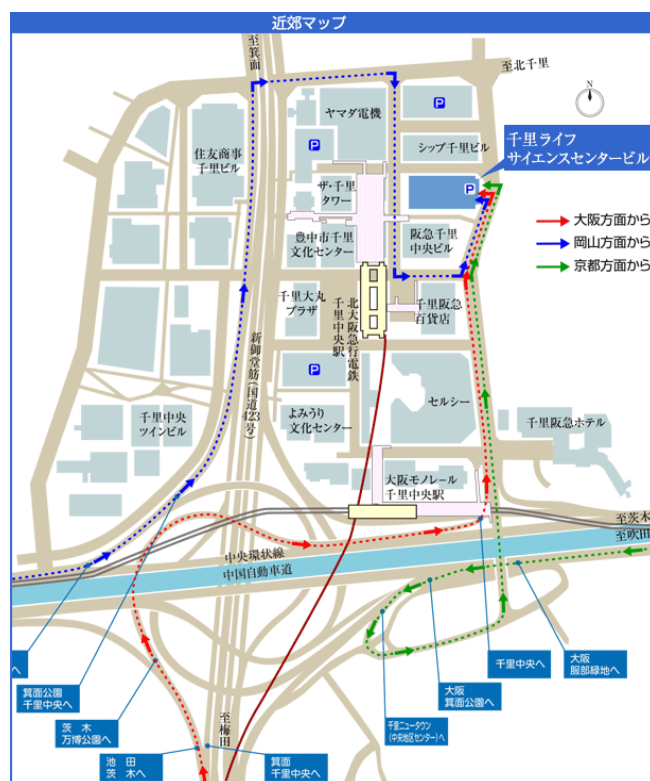 近郊マップ
至箕面
至北千里
N
ヤマダ電機
P
P
シップ千里ビル
千里ライフ
サイエンスセンタービル
住友商事
千里ビル
P
ザ・千里
タワー
大阪方面から
豊中市千里
文化センター
阪急千里
中央ビル
岡山方面から
京都方面から
千里大丸
プラザ
北大阪急行電鉄
千里中央駅
千里阪急
百貨店
新御堂筋(国道423号)
P
セルシー
千里中央
ツインビル
よみうり
文化センター
千里阪急ホテル
大阪モノレール
千里中央駅
至茨木
至吹田
中央環状線
中国自動車道
へ
箕面公園
千里中央へ
茨木
万博公園へ
池田
茨木へ
至梅田
箕面
千里中央へ
千里ニュータウン
(中央地区センター)へ
大阪
箕面公園へ
千里中央へ
大阪
服部緑地へ